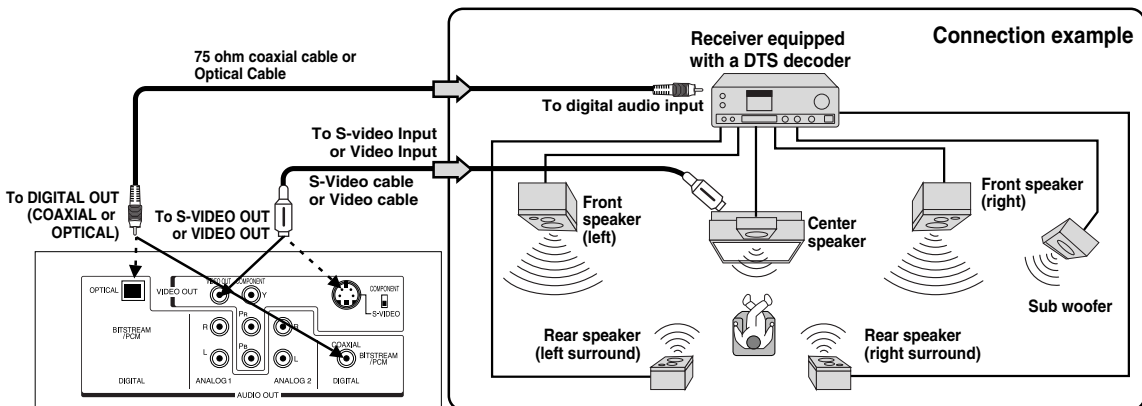 Connection example
Receiver equipped
with a DTS decoder
75 ohm coaxial cable or
Optical Cable
To digital audio input
To S-video Input
or Video Input
S-Video cable
or Video cable
To DIGITAL OUT
(COAXIAL or
OPTICAL)
To S-VIDEO OUT
or VIDEO OUT
Front
speaker
(left)
Center
speaker
Front speaker
(right)
Sub woofer
Rear speaker
(left surround)
Rear speaker
(right surround)
OPTICAL
VIDEO OUT
VIDEO OUT
COMPONENT
Y
COMPONENT
S-VIDEO
BITSTREAM
/PCM
R
PR
R
L
PB
L
COAXIAL
BITSTREAM
/PCM
DIGITAL
ANALOG 1
ANALOG 2
DIGITAL
AUDIO OUT